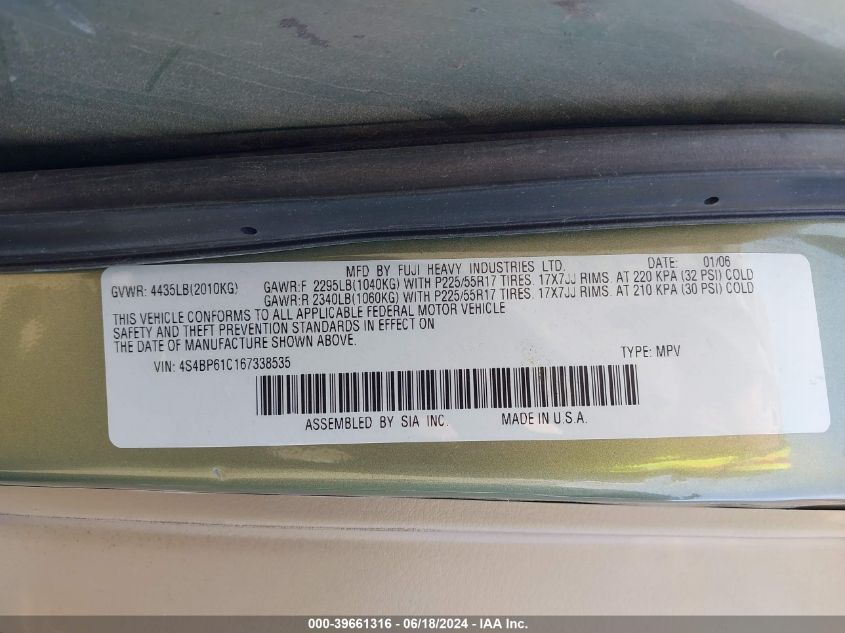 MFD BY FUJI HEAVY INDUSTRIES LTD. DATE: 01/06
GVWR: 4435LB(2010KG) GAWR:F 2295LB(1040KG) WITH P225/55R17 TIRES. 17X7JJ RIMS. AT 220 KPA (32 PSI) COLD
GAWR:R 2340LB(1060KG) WITH P225/55R17 TIRES. 17X7JJ RIMS. AT 210 KPA (30 PSI) COLD
THIS VEHICLE CONFORMS TO ALL APPLICABLE FEDERAL MOTOR VEHICLE
SAFETY AND THEFT PREVENTION STANDARDS IN EFFECT ON
THE DATE OF MANUFACTURE SHOWN ABOVE.
VIN: 4S4BP61C167338535 TYPE: MPV
ASSEMBLED BY SIA INC. MADE IN U.S.A.
000-39661316 - 06/18/2024 - IAA Inc.